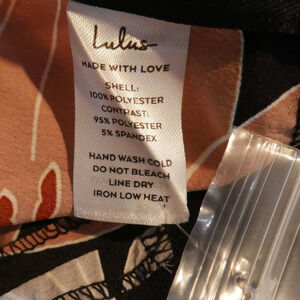 Lulus
MADE WITH LOVE
SHELL:
100% POLYESTER
CONTRAST:
95% POLYESTER
5% SPANDEX
HAND WASH COLD
DO NOT BLEACH
LINE DRY
IRON LOW HEAT